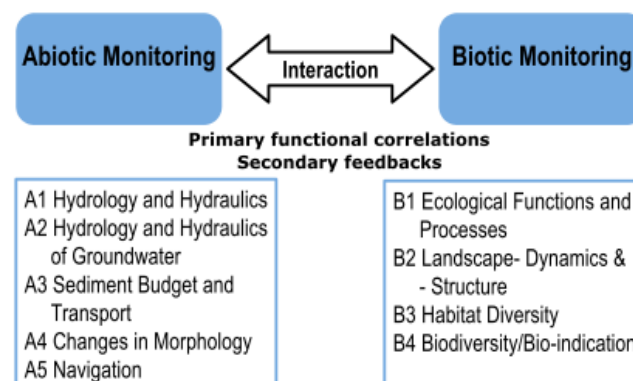 Abiotic Monitoring
Interaction
Biotic Monitoring
Primary functional correlations
Secondary feedbacks
A1 Hydrology and Hydraulics
A2 Hydrology and Hydraulics
of Groundwater
A3 Sediment Budget and
Transport
A4 Changes in Morphology
A5 Navigation
B1 Ecological Functions and
Processes
B2 Landscape- Dynamics &
- Structure
B3 Habitat Diversity
B4 Biodiversity/Bio-indication